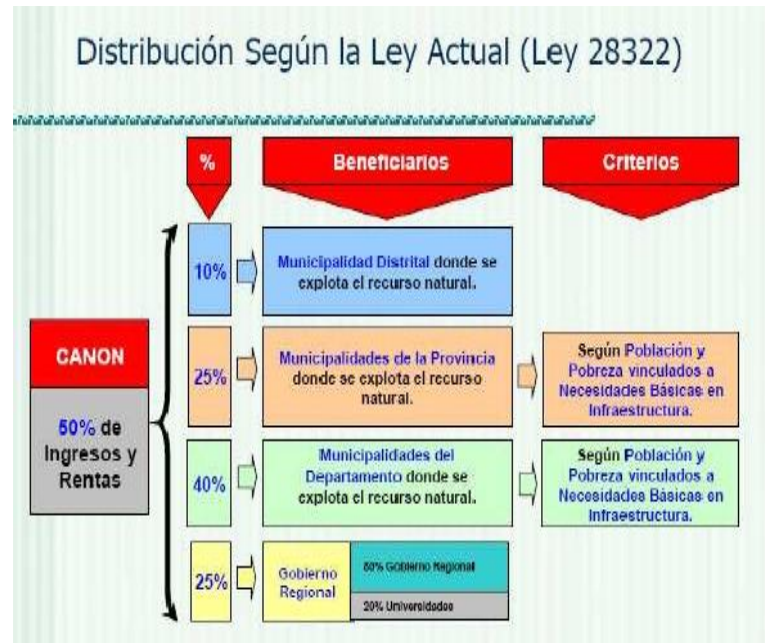 Distribución Según la Ley Actual (Ley 28322)
%
Beneficiarios
Criterios
CANON
50% de
Ingresos y
Rentas
10%
Municipalidad Distrital donde se
explota el recurso natural.
25%
Municipalidades de la Provincia
donde se explota el recurso
natural.
Según Población y
Pobreza vinculados a
Necesidades Básicas en
Infraestructura.
40%
Municipalidades del
Departamento donde se
explota el recurso natural.
Según Población y
Pobreza vinculados a
Necesidades Básicas en
Infraestructura.
25%
Gobierno
Regional
80% Gobierno Regional
20% Universidades